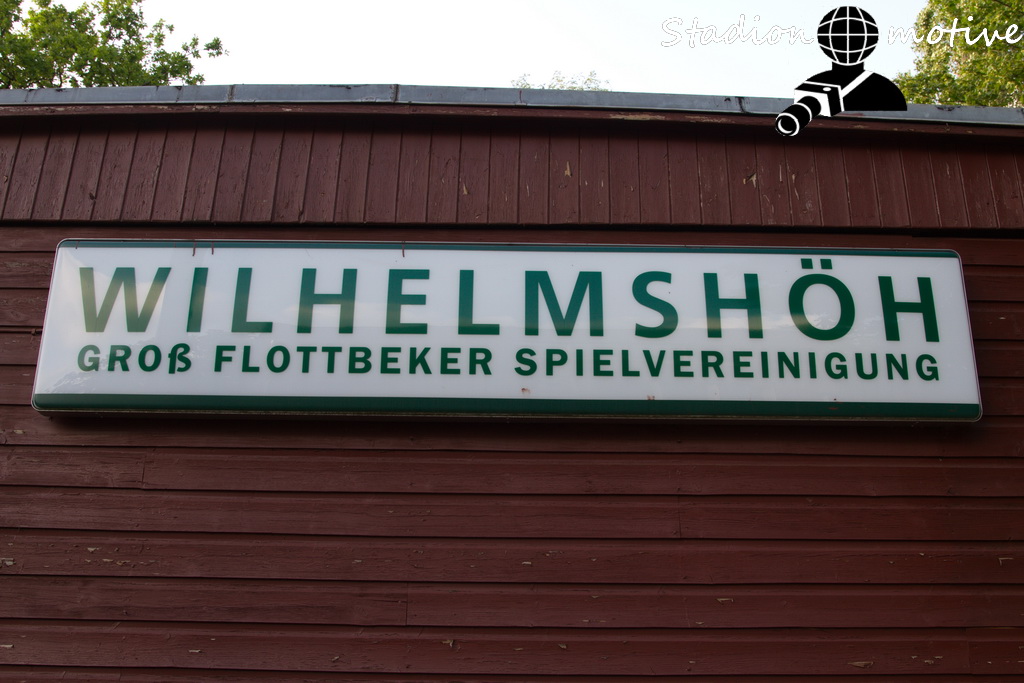 Stadion motive
WILHELMSHÖH
GROß FLOTTBEKER SPIELVEREINIGUNG